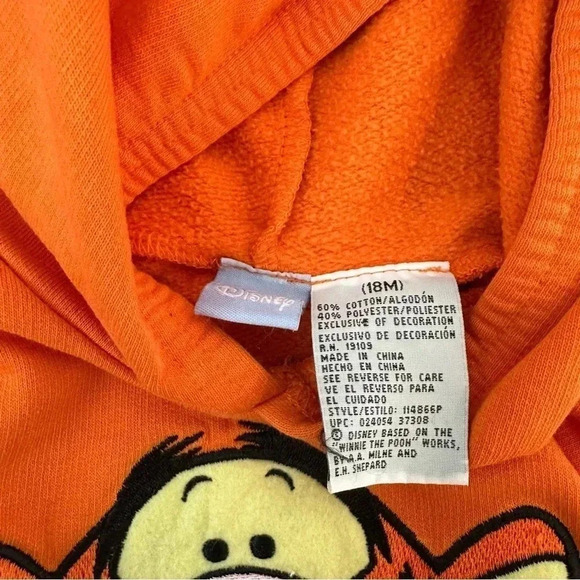 Disney
(18M)
60% COTTON/ALGODÓN
40% POLYESTER/POLIESTER
EXCLUSIVE OF DECORATION
EXCLUSIVO DE DECORACIÓN
R.N. 19109
MADE IN CHINA
HECHO EN CHINA
SEE REVERSE FOR CARE
VE EL REVERSO PARA
EL CUIDADO
STYLE/ESTILO: 114866P
UPC: 024054 37308
© DISNEY BASED ON THE
"WINNIE THE POOH" WORKS,
BY A.A. MILNE AND
E.H. SHEPARD